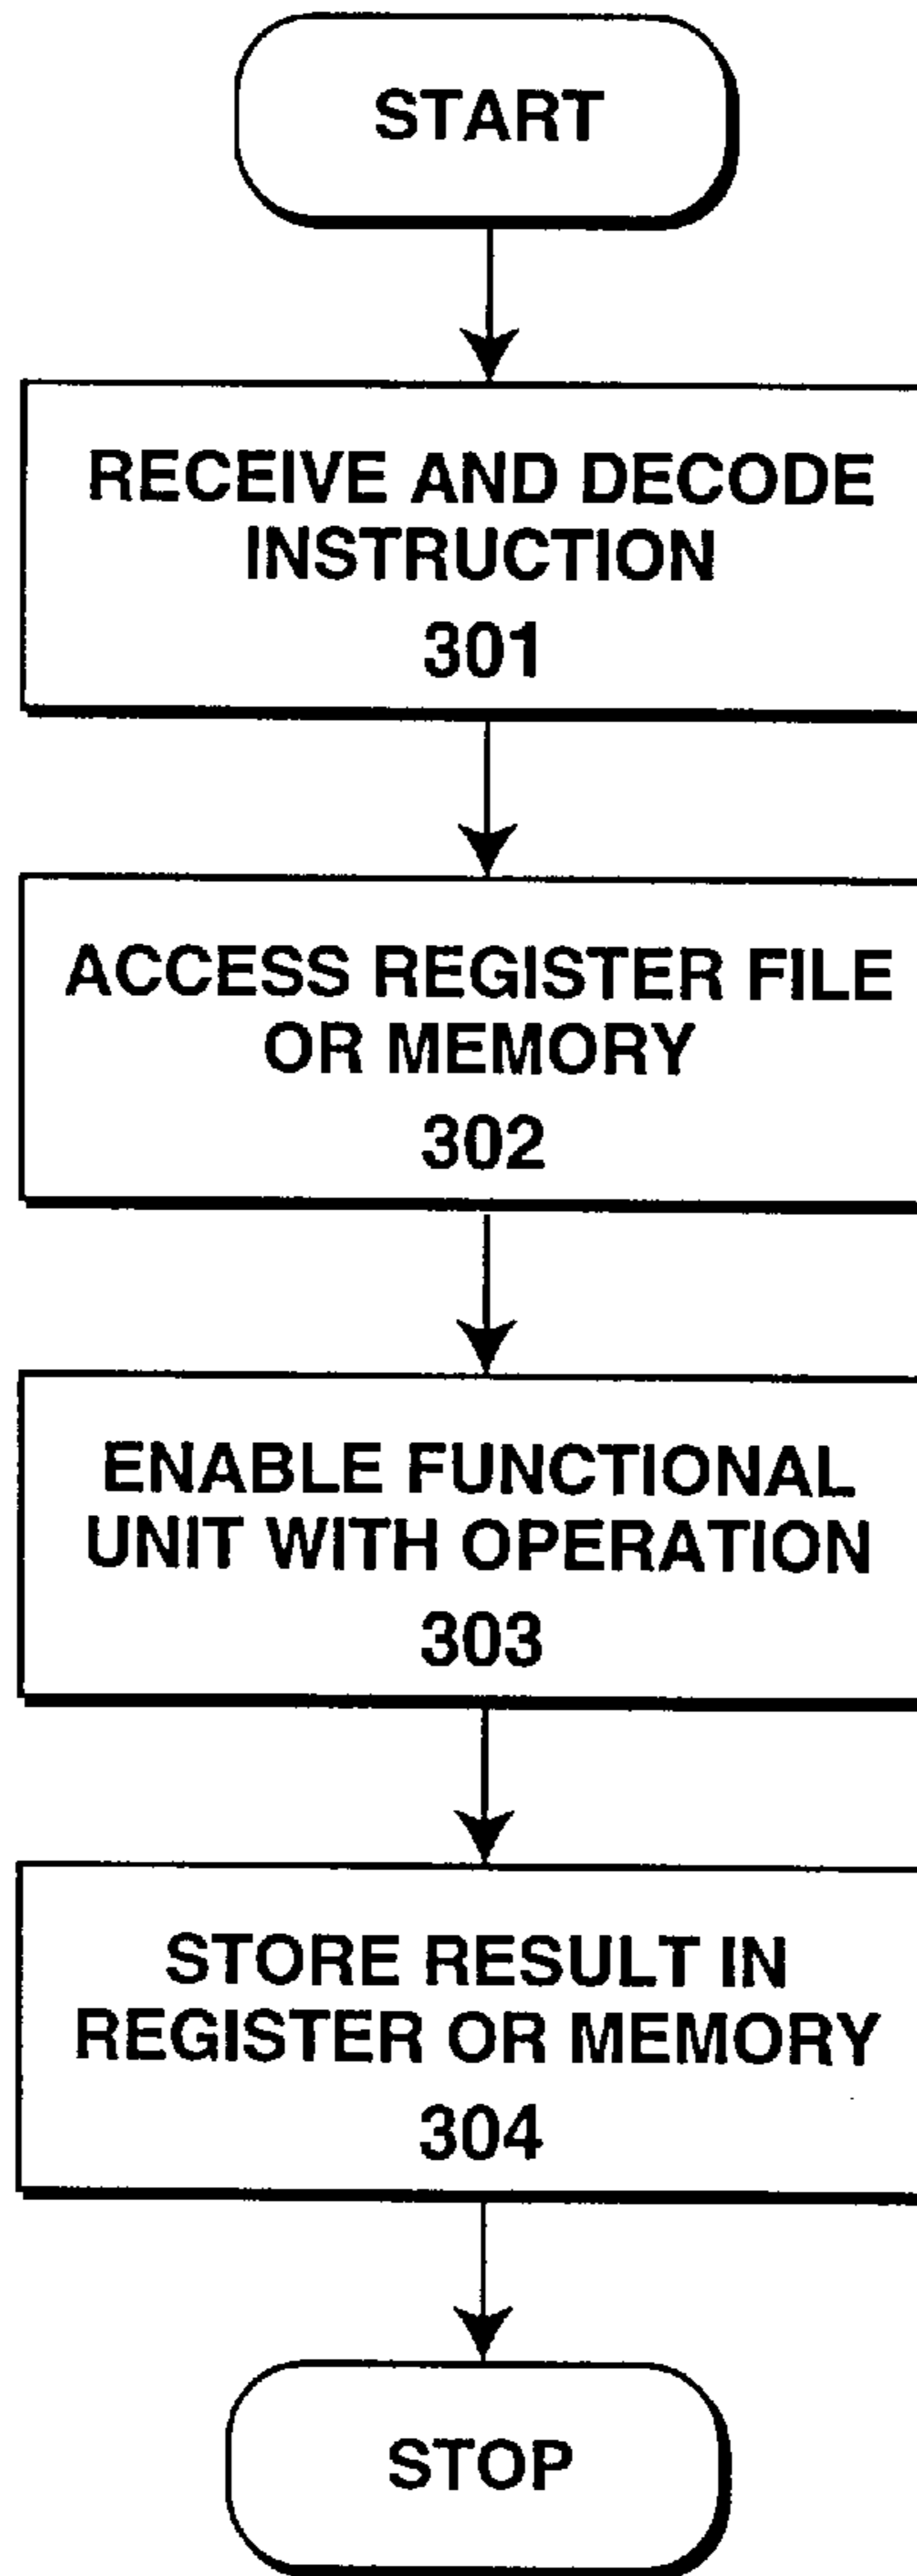 START
RECEIVE AND DECODE
INSTRUCTION
301
ACCESS REGISTER FILE
OR MEMORY
302
ENABLE FUNCTIONAL
UNIT WITH OPERATION
303
STORE RESULT IN
REGISTER OR MEMORY
304
STOP